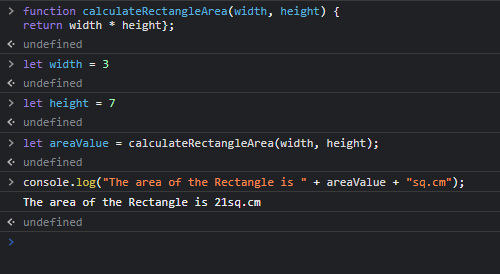 > function calculateRectangleArea(width, height) {
return width * height};
undefined
> let width = 3
undefined
> let height = 7
undefined
> let areaValue = calculateRectangleArea(width, height);
undefined
> console.log("The area of the Rectangle is " + areaValue + "sq.cm");
The area of the Rectangle is 21sq.cm
undefined
>